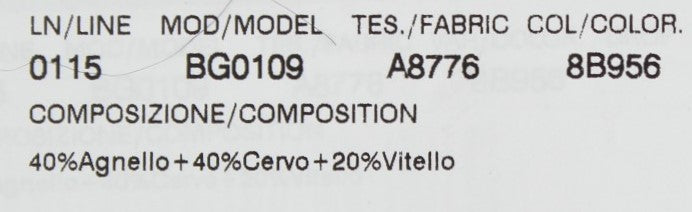 LN/LINE MOD/MODEL TES./FABRIC COL/COLOR.
0115 BG0109 A8776 8B956
COMPOSIZIONE/COMPOSITION
40%Agnello+40%Cervo+20%Vitello